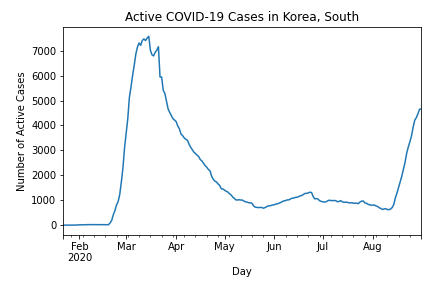 Active COVID-19 Cases in Korea, South
Number of Active Cases
7000
6000
5000
4000
3000
2000
1000
0
Feb Mar Apr May Jun Jul Aug
2020
Day